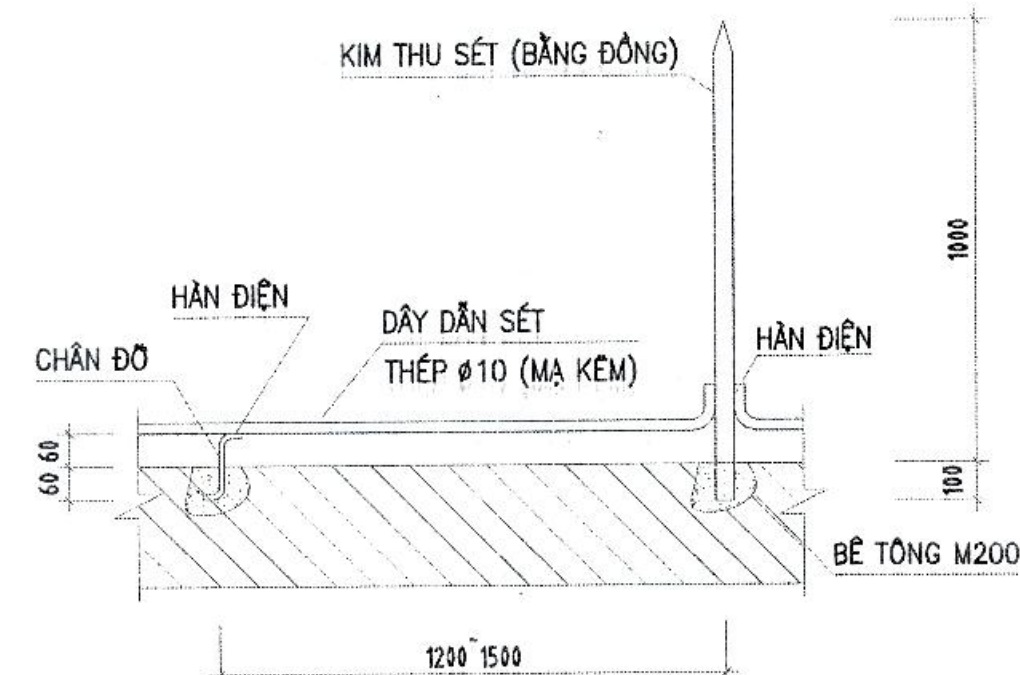 KIM THU SÉT (BẰNG ĐỒNG)
1000
HÀN ĐIỆN
DÂY DẪN SÉT
THÉP ø10 (MẠ KẼM)
HÀN ĐIỆN
CHÂN ĐỠ
60 60
100
BÊ TÔNG M200
1200~1500